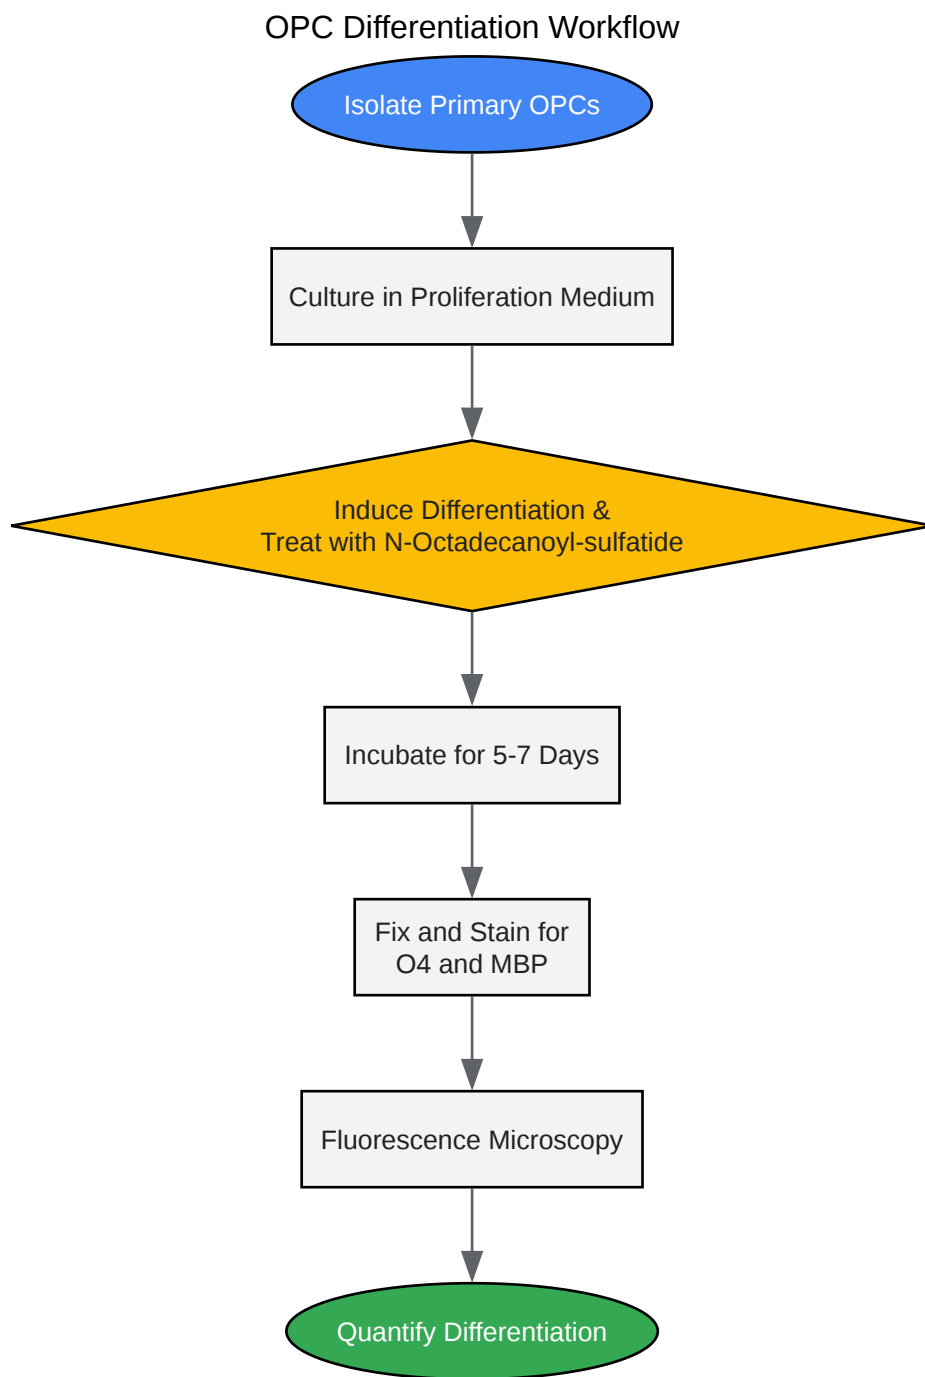 OPC Differentiation Workflow
Isolate Primary OPCs
Culture in Proliferation Medium
Induce Differentiation &
Treat with N-Octadecanoyl-sulfatide
Incubate for 5-7 Days
Fix and Stain for
O4 and MBP
Fluorescence Microscopy
Quantify Differentiation